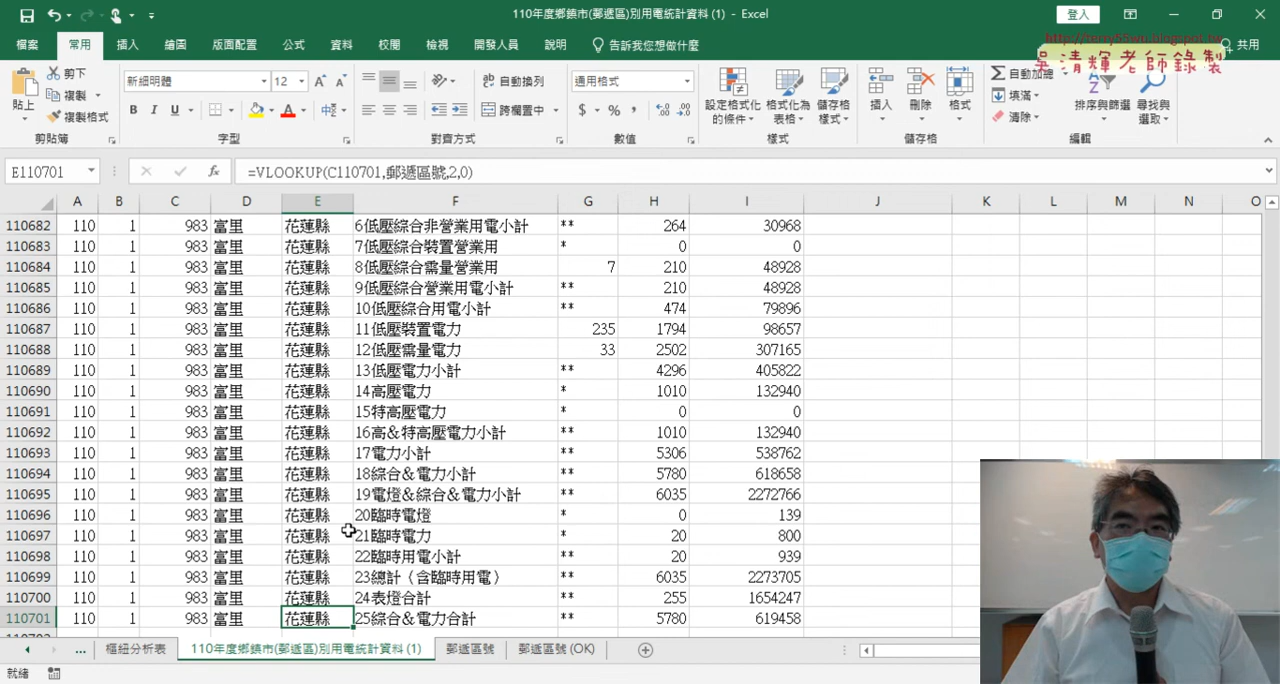 110年度鄉鎮市(郵遞區)別用電統計資料 (1) - Excel
登入
http://terry55wu.blogspot.tw
吳清輝老師錄製
檔案 常用 插入 繪圖 版面配置 公式 資料 校閱 檢視 開發人員 說明 告訴我您想做什麼 共用
貼上 剪下 複製 複製格式 剪貼簿
新細明體 12 B I U 字型
自動換列 跨欄置中 對齊方式
通用格式 $ % 數值
設定格式化的條件 格式化為表格 儲存格樣式 樣式
插入 刪除 格式 儲存格
自動加總 填滿 清除 排序與篩選 尋找與選取 編輯
E110701 fx =VLOOKUP(C110701,郵遞區號,2,0)
A B C D E F G H I J K L M N O
110682 110 1 983 富里 花蓮縣 6低壓綜合非營業用電小計 ** 264 30968
110683 110 1 983 富里 花蓮縣 7低壓綜合裝置營業用 * 0 0
110684 110 1 983 富里 花蓮縣 8低壓綜合需量營業用 7 210 48928
110685 110 1 983 富里 花蓮縣 9低壓綜合營業用電小計 ** 210 48928
110686 110 1 983 富里 花蓮縣 10低壓綜合用電小計 ** 474 79896
110687 110 1 983 富里 花蓮縣 11低壓裝置電力 235 1794 98657
110688 110 1 983 富里 花蓮縣 12低壓需量電力 33 2502 307165
110689 110 1 983 富里 花蓮縣 13低壓電力小計 ** 4296 405822
110690 110 1 983 富里 花蓮縣 14高壓電力 * 1010 132940
110691 110 1 983 富里 花蓮縣 15特高壓電力 * 0 0
110692 110 1 983 富里 花蓮縣 16高&特高壓電力小計 ** 1010 132940
110693 110 1 983 富里 花蓮縣 17電力小計 ** 5306 538762
110694 110 1 983 富里 花蓮縣 18綜合&電力小計 ** 5780 618658
110695 110 1 983 富里 花蓮縣 19電燈&綜合&電力小計 ** 6035 2272766
110696 110 1 983 富里 花蓮縣 20臨時電燈 * 0 139
110697 110 1 983 富里 花蓮縣 21臨時電力 * 20 800
110698 110 1 983 富里 花蓮縣 22臨時用電小計 ** 20 939
110699 110 1 983 富里 花蓮縣 23總計（含臨時用電） ** 6035 2273705
110700 110 1 983 富里 花蓮縣 24表燈合計 ** 255 1654247
110701 110 1 983 富里 花蓮縣 25綜合&電力合計 ** 5780 619458
... 樞紐分析表 110年度鄉鎮市(郵遞區)別用電統計資料 (1) 郵遞區號 郵遞區號 (OK)
就緒